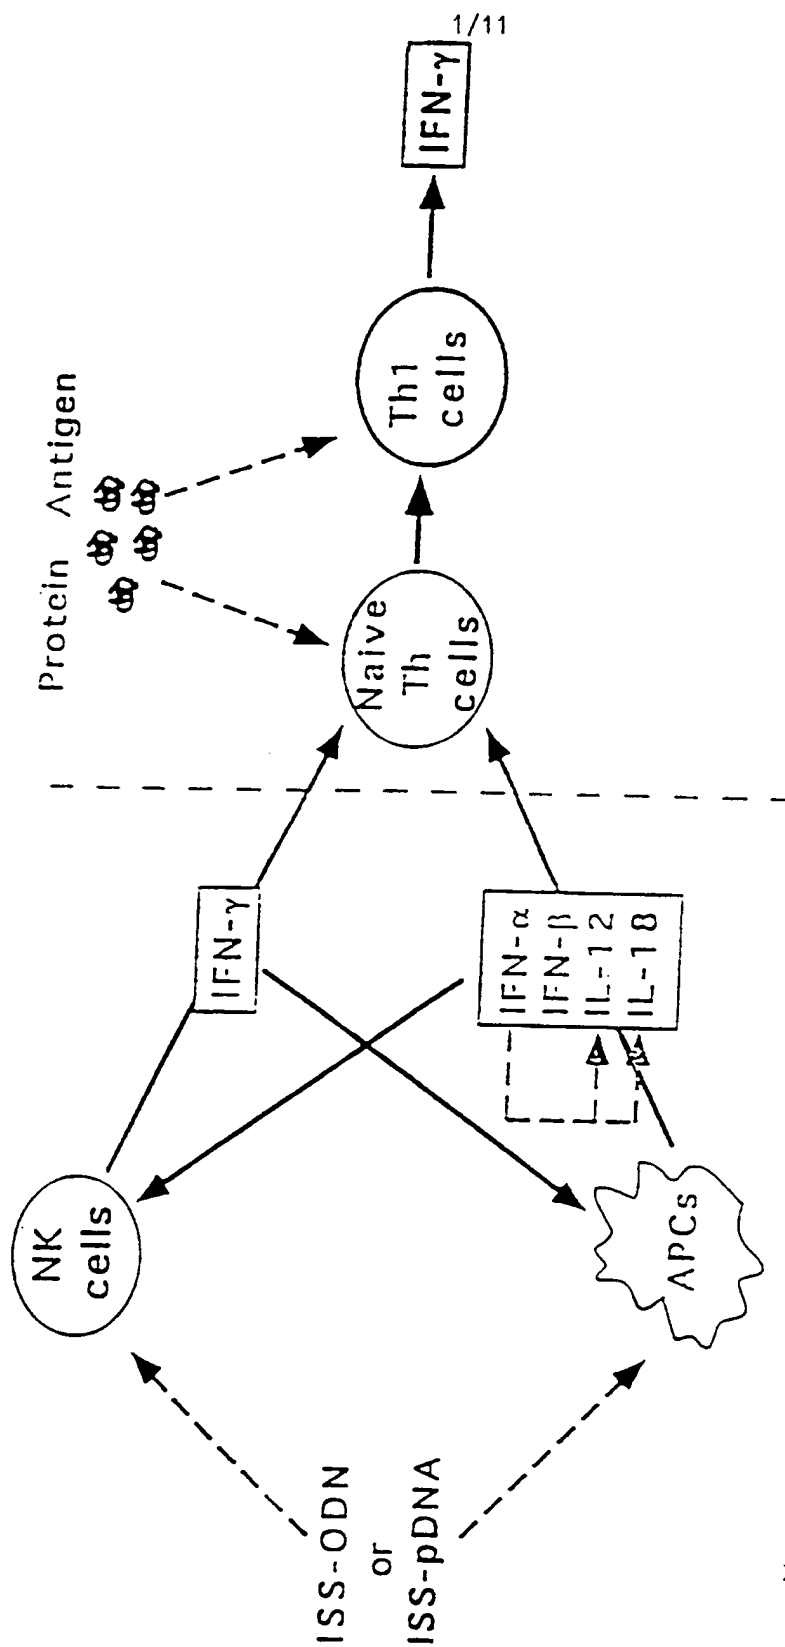 1/11
ISS-ODN
or
ISS-pDNA
NK
cells
APCs
IFN-γ
IFN-α
IFN-β
IL-12
IL-18
Protein Antigen
Naive
Th
cells
Th1
cells
IFN-γ